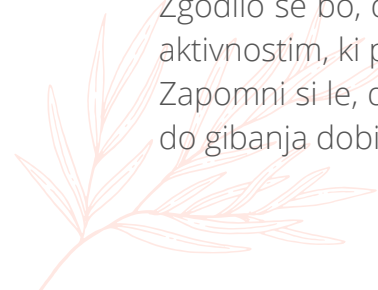 Zgodilo se bo,
aktivnostim, ki
Zapomni si le,
do gibanja dobi